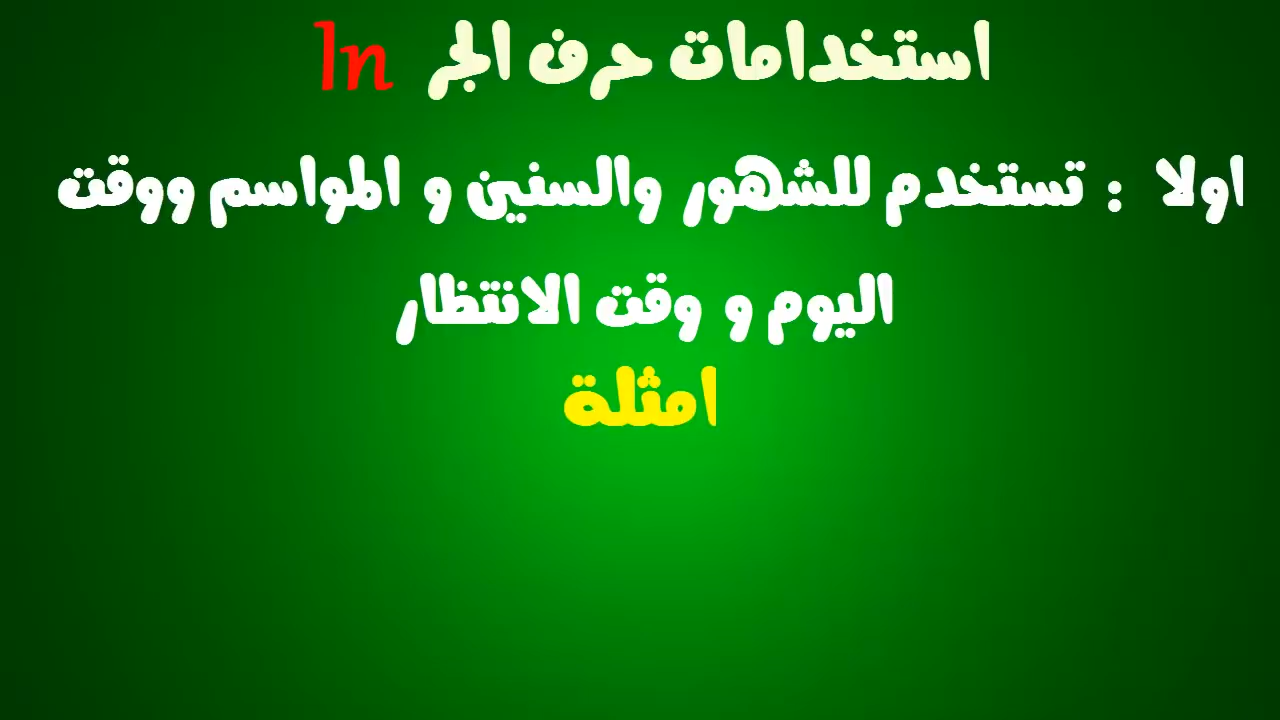 استخدامات حرف الجر In
اولا : تستخدم للشهور والسنين و المواسم ووقت
اليوم و وقت الانتظار
امثلة